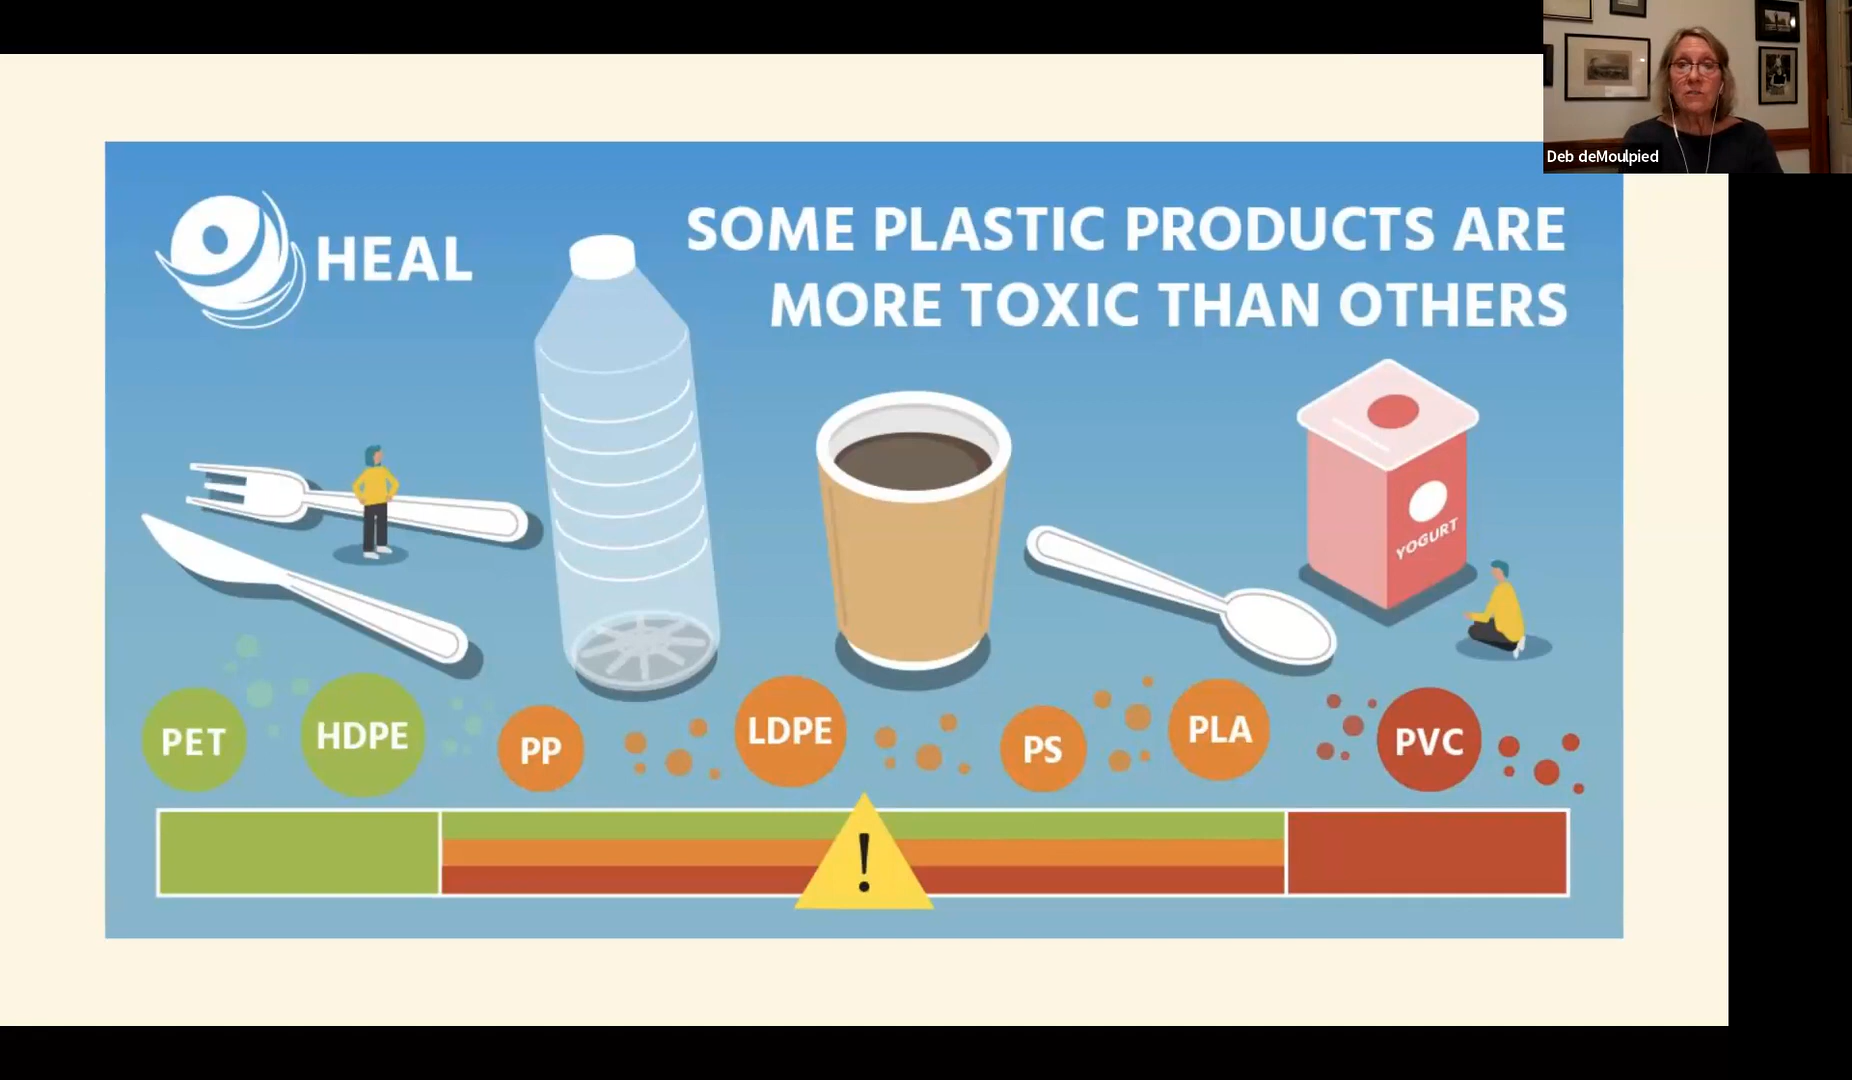 Deb deMoulpied
HEAL
SOME PLASTIC PRODUCTS ARE
MORE TOXIC THAN OTHERS
YOGURT
PET
HDPE
PP
LDPE
PS
PLA
PVC
!